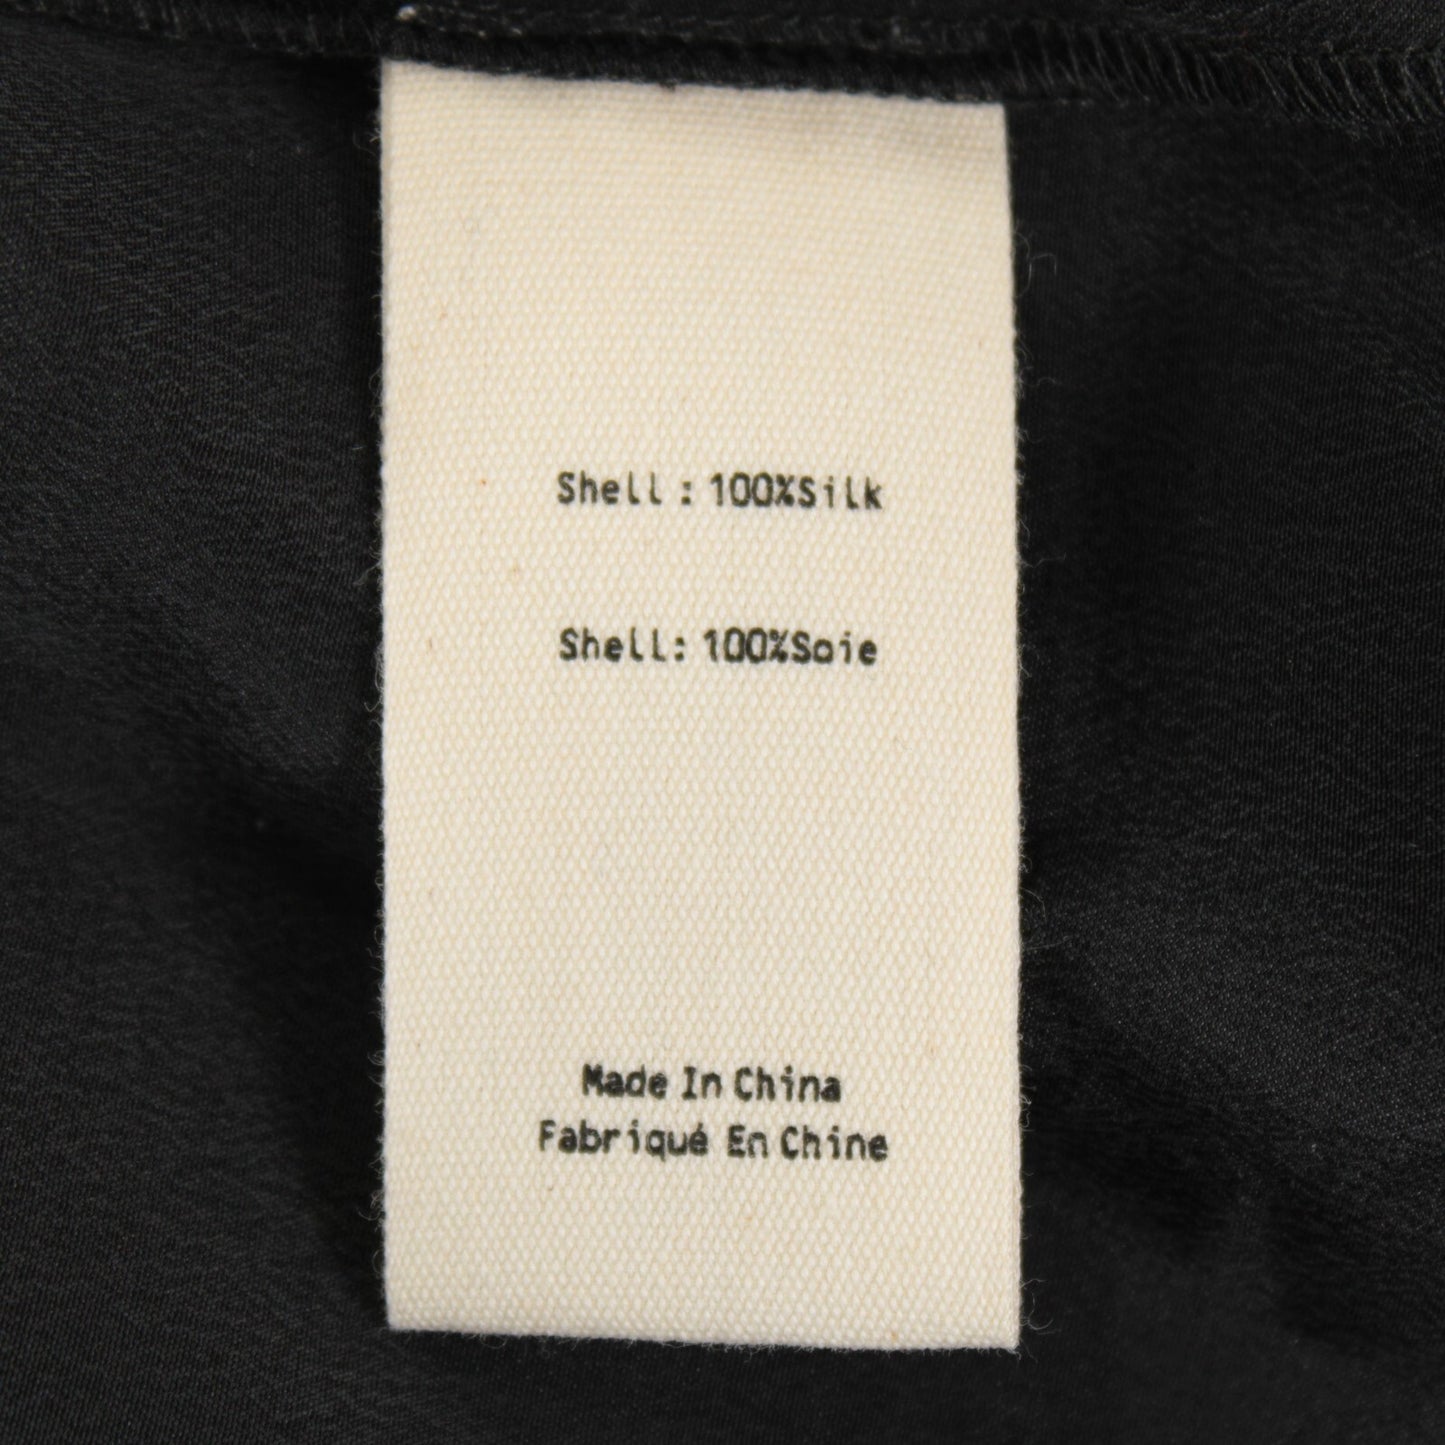 Shell: 100%Silk
Shell: 100%Soie
Made In China
Fabriqué En Chine